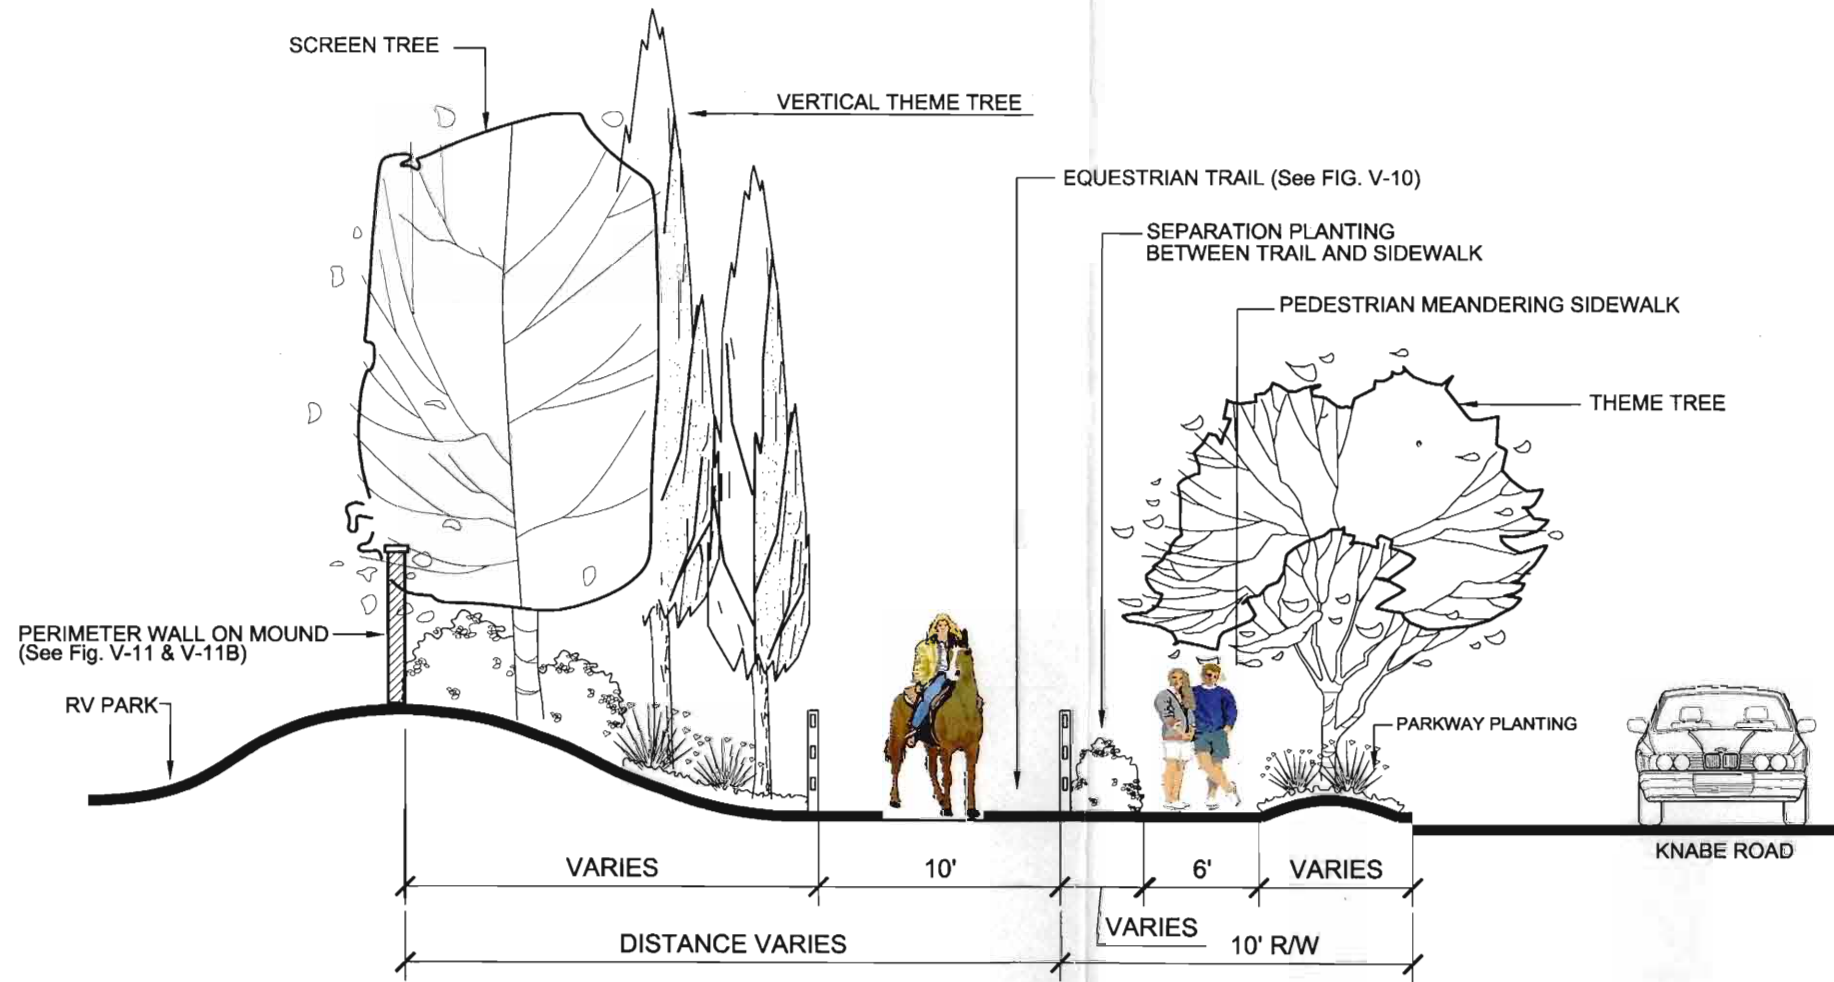 SCREEN TREE
VERTICAL THEME TREE
EQUESTRIAN TRAIL (See FIG. V-10)
SEPARATION PLANTING
BETWEEN TRAIL AND SIDEWALK
PEDESTRIAN MEANDERING SIDEWALK
THEME TREE
PERIMETER WALL ON MOUND
(See Fig. V-11 & V-11B)
RV PARK
PARKWAY PLANTING
KNABE ROAD
VARIES
10'
6'
VARIES
VARIES
DISTANCE VARIES
10' R/W